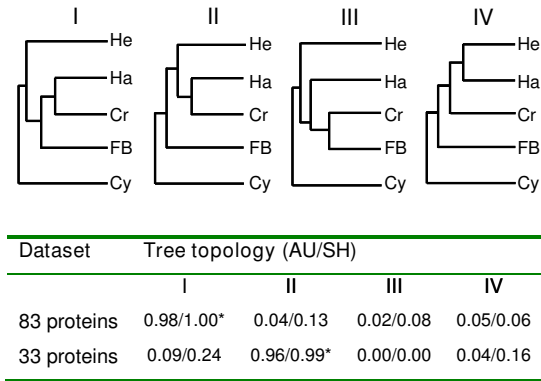 I II III IV
He He He He
Ha Ha Ha Ha
Cr Cr Cr Cr
FB FB FB FB
Cy Cy Cy Cy
Dataset Tree topology (AU/SH)
I II III IV
83 proteins 0.98/1.00* 0.04/0.13 0.02/0.08 0.05/0.06
33 proteins 0.09/0.24 0.96/0.99* 0.00/0.00 0.04/0.16